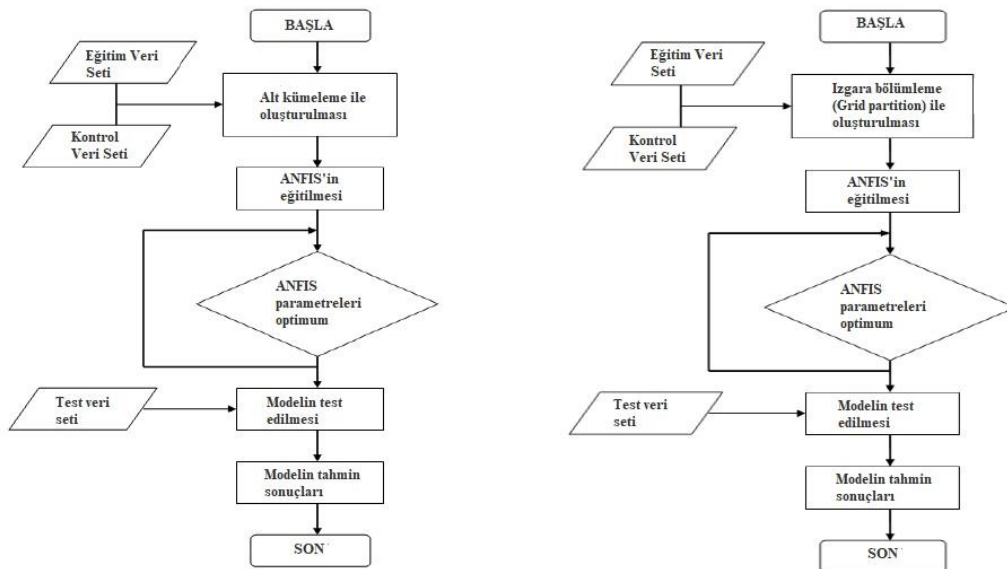 BAŞLA
Eğitim Veri
Seti
Alt kümeleme ile
oluşturulması
Kontrol
Veri Seti
ANFIS'in
eğitilmesi
ANFIS
parametreleri
optimum
Test veri
seti
Modelin test
edilmesi
Modelin tahmin
sonuçları
SON
BAŞLA
Eğitim Veri
Seti
Izgara bölümleme
(Grid partition) ile
oluşturulması
Kontrol
Veri Seti
ANFIS'in
eğitilmesi
ANFIS
parametreleri
optimum
Test veri
seti
Modelin test
edilmesi
Modelin tahmin
sonuçları
SON